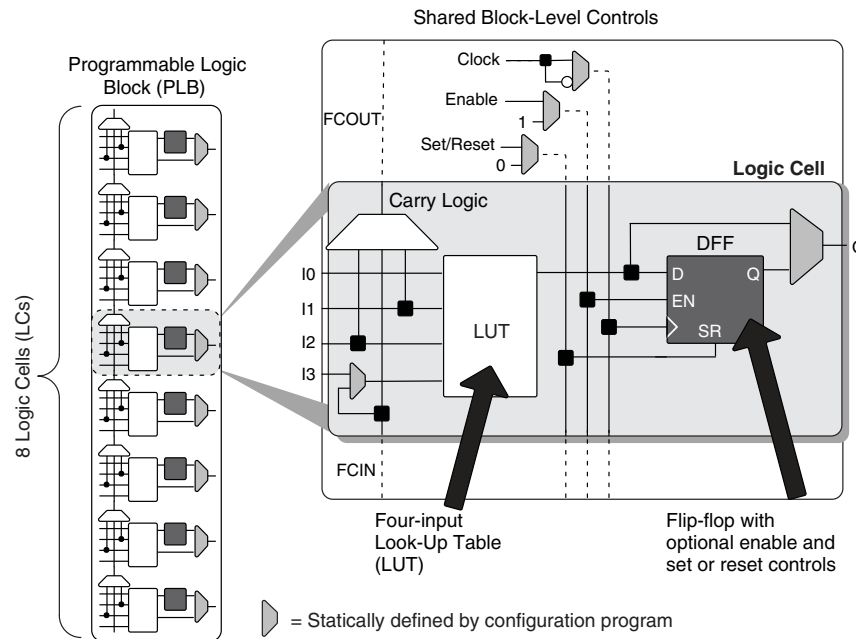 Shared Block-Level Controls
Programmable Logic
Block (PLB)
Clock
Enable
1
FCOUT
Set/Reset
0
Logic Cell
Carry Logic
DFF
I0
D
Q
I1
EN
LUT
I2
SR
I3
8 Logic Cells (LCs)
FCIN
Four-input
Look-Up Table
(LUT)
Flip-flop with
optional enable and
set or reset controls
= Statically defined by configuration program